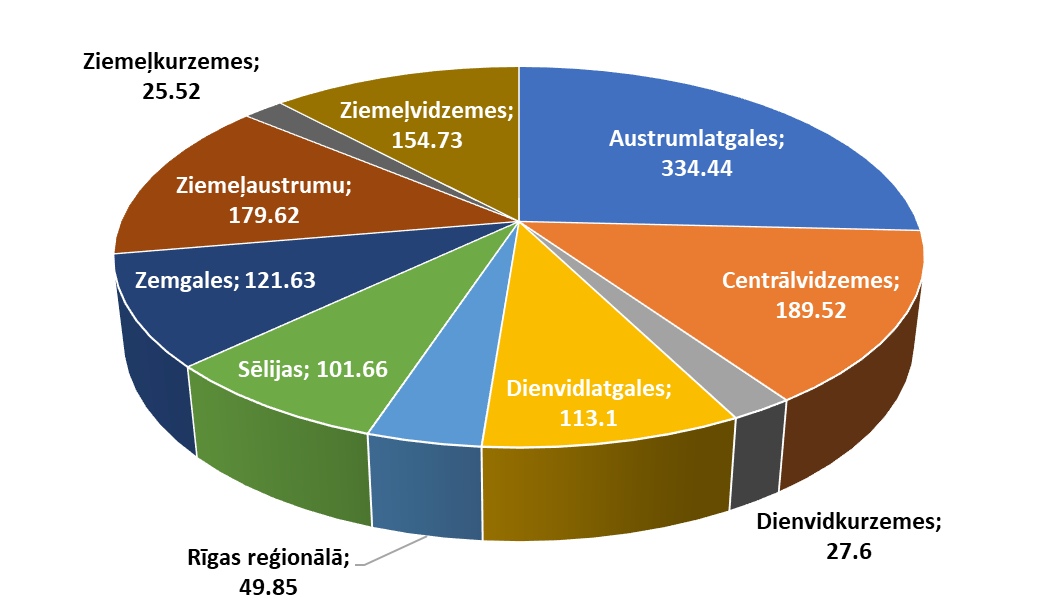 Ziemeļkurzemes;
25.52
Ziemeļvidzemes;
154.73
Austrumlatgales;
334.44
Ziemeļaustrumu;
179.62
Zemgales; 121.63
Centrālvidzemes;
189.52
Sēlijas; 101.66
Dienvidlatgales;
113.1
Dienvidkurzemes;
27.6
Rīgas reģionālā;
49.85